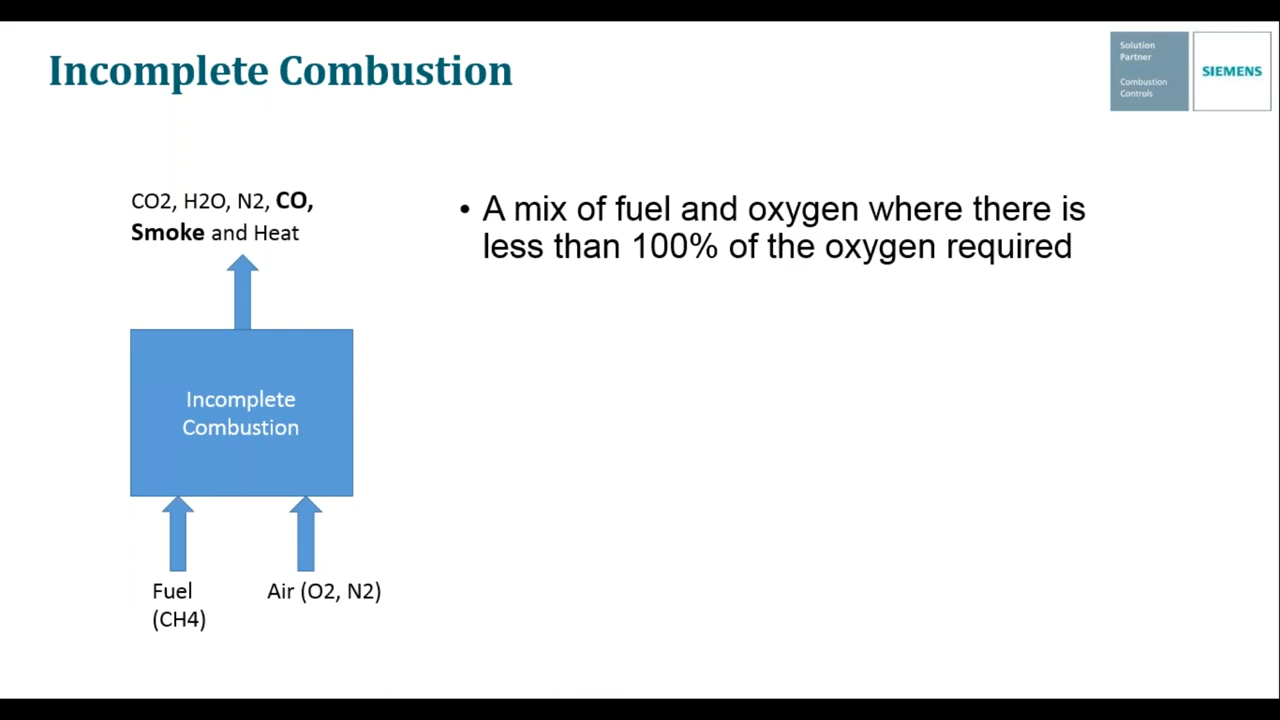 Incomplete Combustion
Solution
Partner
Combustion
Controls
SIEMENS
CO2, H2O, N2, CO,
Smoke and Heat
• A mix of fuel and oxygen where there is
less than 100% of the oxygen required
Incomplete
Combustion
Fuel
(CH4)
Air (O2, N2)